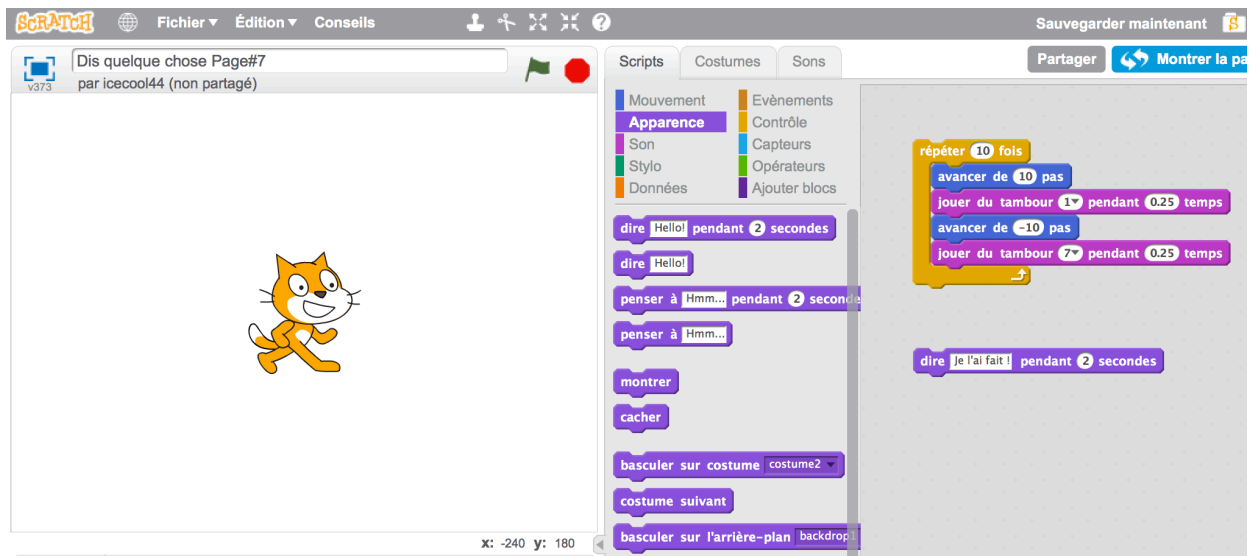 SCRATCH Fichier Édition Conseils Sauvegarder maintenant
Dis quelque chose Page#7
par icecool44 (non partagé)
v373
x: -240 y: 180
Scripts Costumes Sons
Partager Montrer la pa
Mouvement Evènements
Apparence Contrôle
Son Capteurs
Stylo Opérateurs
Données Ajouter blocs
dire Hello! pendant 2 secondes
dire Hello!
penser à Hmm... pendant 2 seconde
penser à Hmm...
montrer
cacher
basculer sur costume costume2
costume suivant
basculer sur l'arrière-plan backdrop1
répéter 10 fois
avancer de 10 pas
jouer du tambour 1 pendant 0.25 temps
avancer de -10 pas
jouer du tambour 7 pendant 0.25 temps
dire Je l'ai fait ! pendant 2 secondes